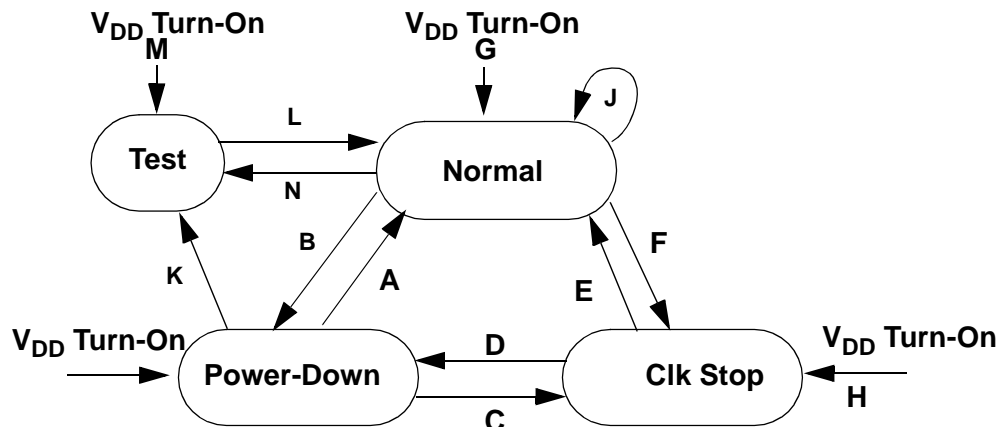 VDD Turn-On
M
VDD Turn-On
G
J
L
Test
Normal
N
B
F
K
A
E
VDD Turn-On
VDD Turn-On
D
Power-Down
Clk Stop
H
C